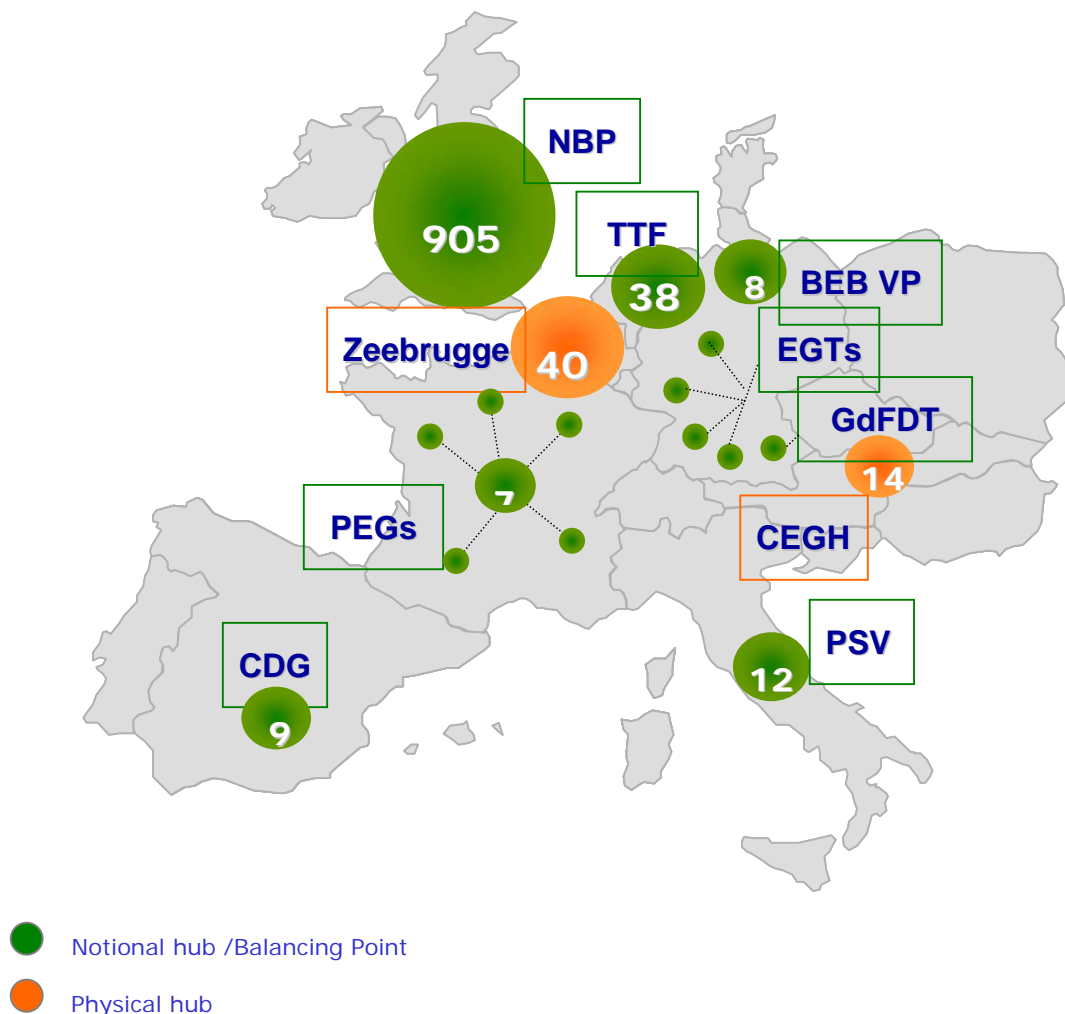 NBP
905
TTF
38
8
BEB VP
Zeebrugge
40
EGTs
GdFDT
14
7
PEGs
CEGH
PSV
CDG
12
9
Notional hub /Balancing Point
Physical hub